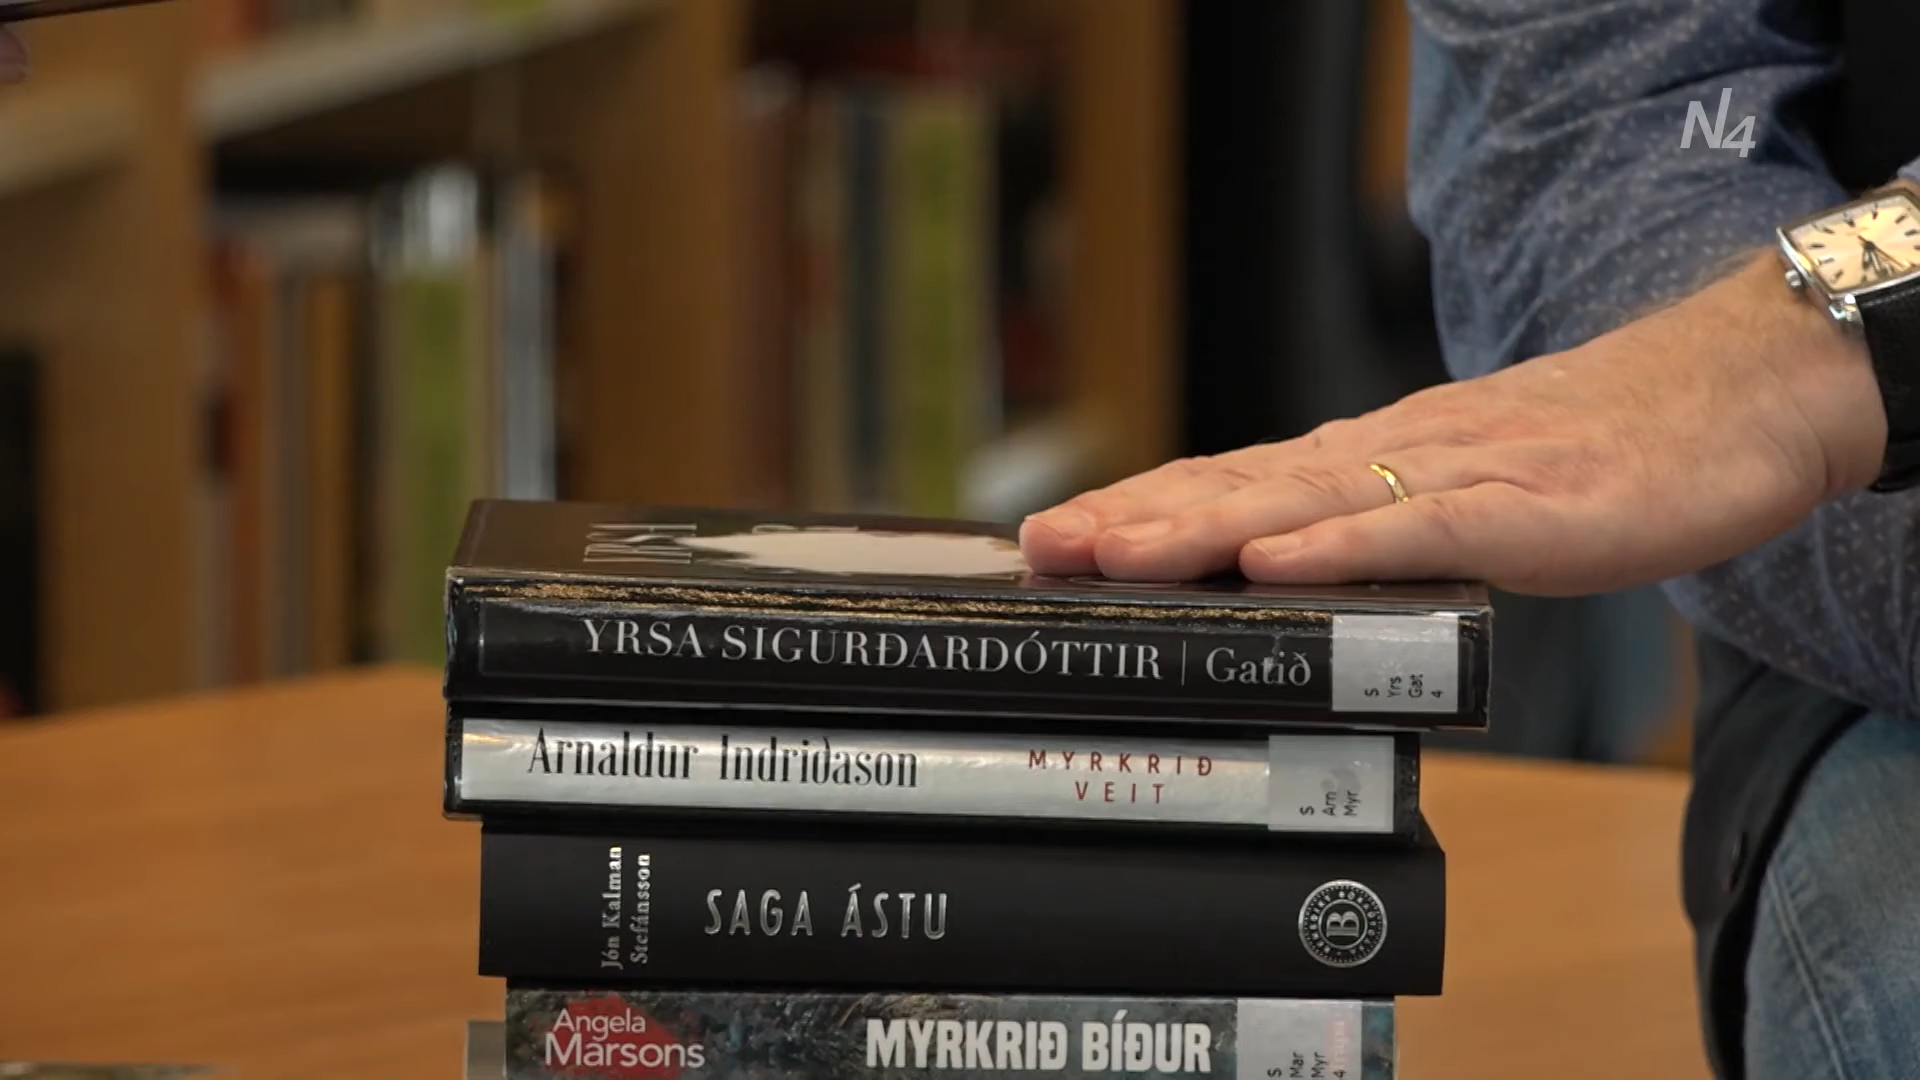 N4
YRSA
YRSA SIGURÐARDÓTTIR | Gatið
S
Yrs
Gat
4
Arnaldur Indriðason
MYRKRIÐ
VEIT
S
Arn
Myr
Jón Kalman
Stefánsson
SAGA ÁSTU
B
Angela
Marsons
MYRKRIÐ BÍÐUR
S
Mar
Myr
4